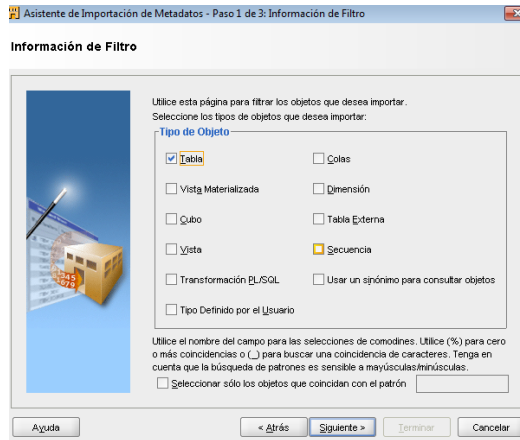 Asistente de Importación de Metadatos - Paso 1 de 3: Información de Filtro
Información de Filtro
Utilice esta página para filtrar los objetos que desea importar.
Seleccione los tipos de objetos que desea importar:
Tipo de Objeto
Tabla
Colas
Vista Materializada
Dimensión
Cubo
Tabla Externa
Vista
Secuencia
Transformación PL/SQL
Usar un sinónimo para consultar objetos
Tipo Definido por el Usuario
Utilice el nombre del campo para las selecciones de comodines. Utilice (%) para cero
o más coincidencias o (_) para buscar una coincidencia de caracteres. Tenga en
cuenta que la búsqueda de patrones es sensible a mayúsculas/minúsculas.
Seleccionar sólo los objetos que coincidan con el patrón
Ayuda
< Atrás
Siguiente >
Terminar
Cancelar